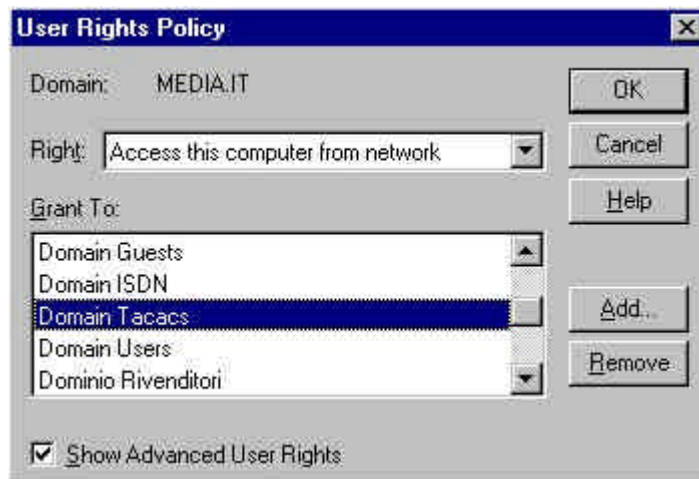 User Rights Policy
Domain: MEDIA.IT
OK
Right: Access this computer from network
Cancel
Grant To:
Help
Domain Guests
Domain ISDN
Domain Tacacs
Domain Users
Dominio Rivenditori
Add...
Remove
Show Advanced User Rights